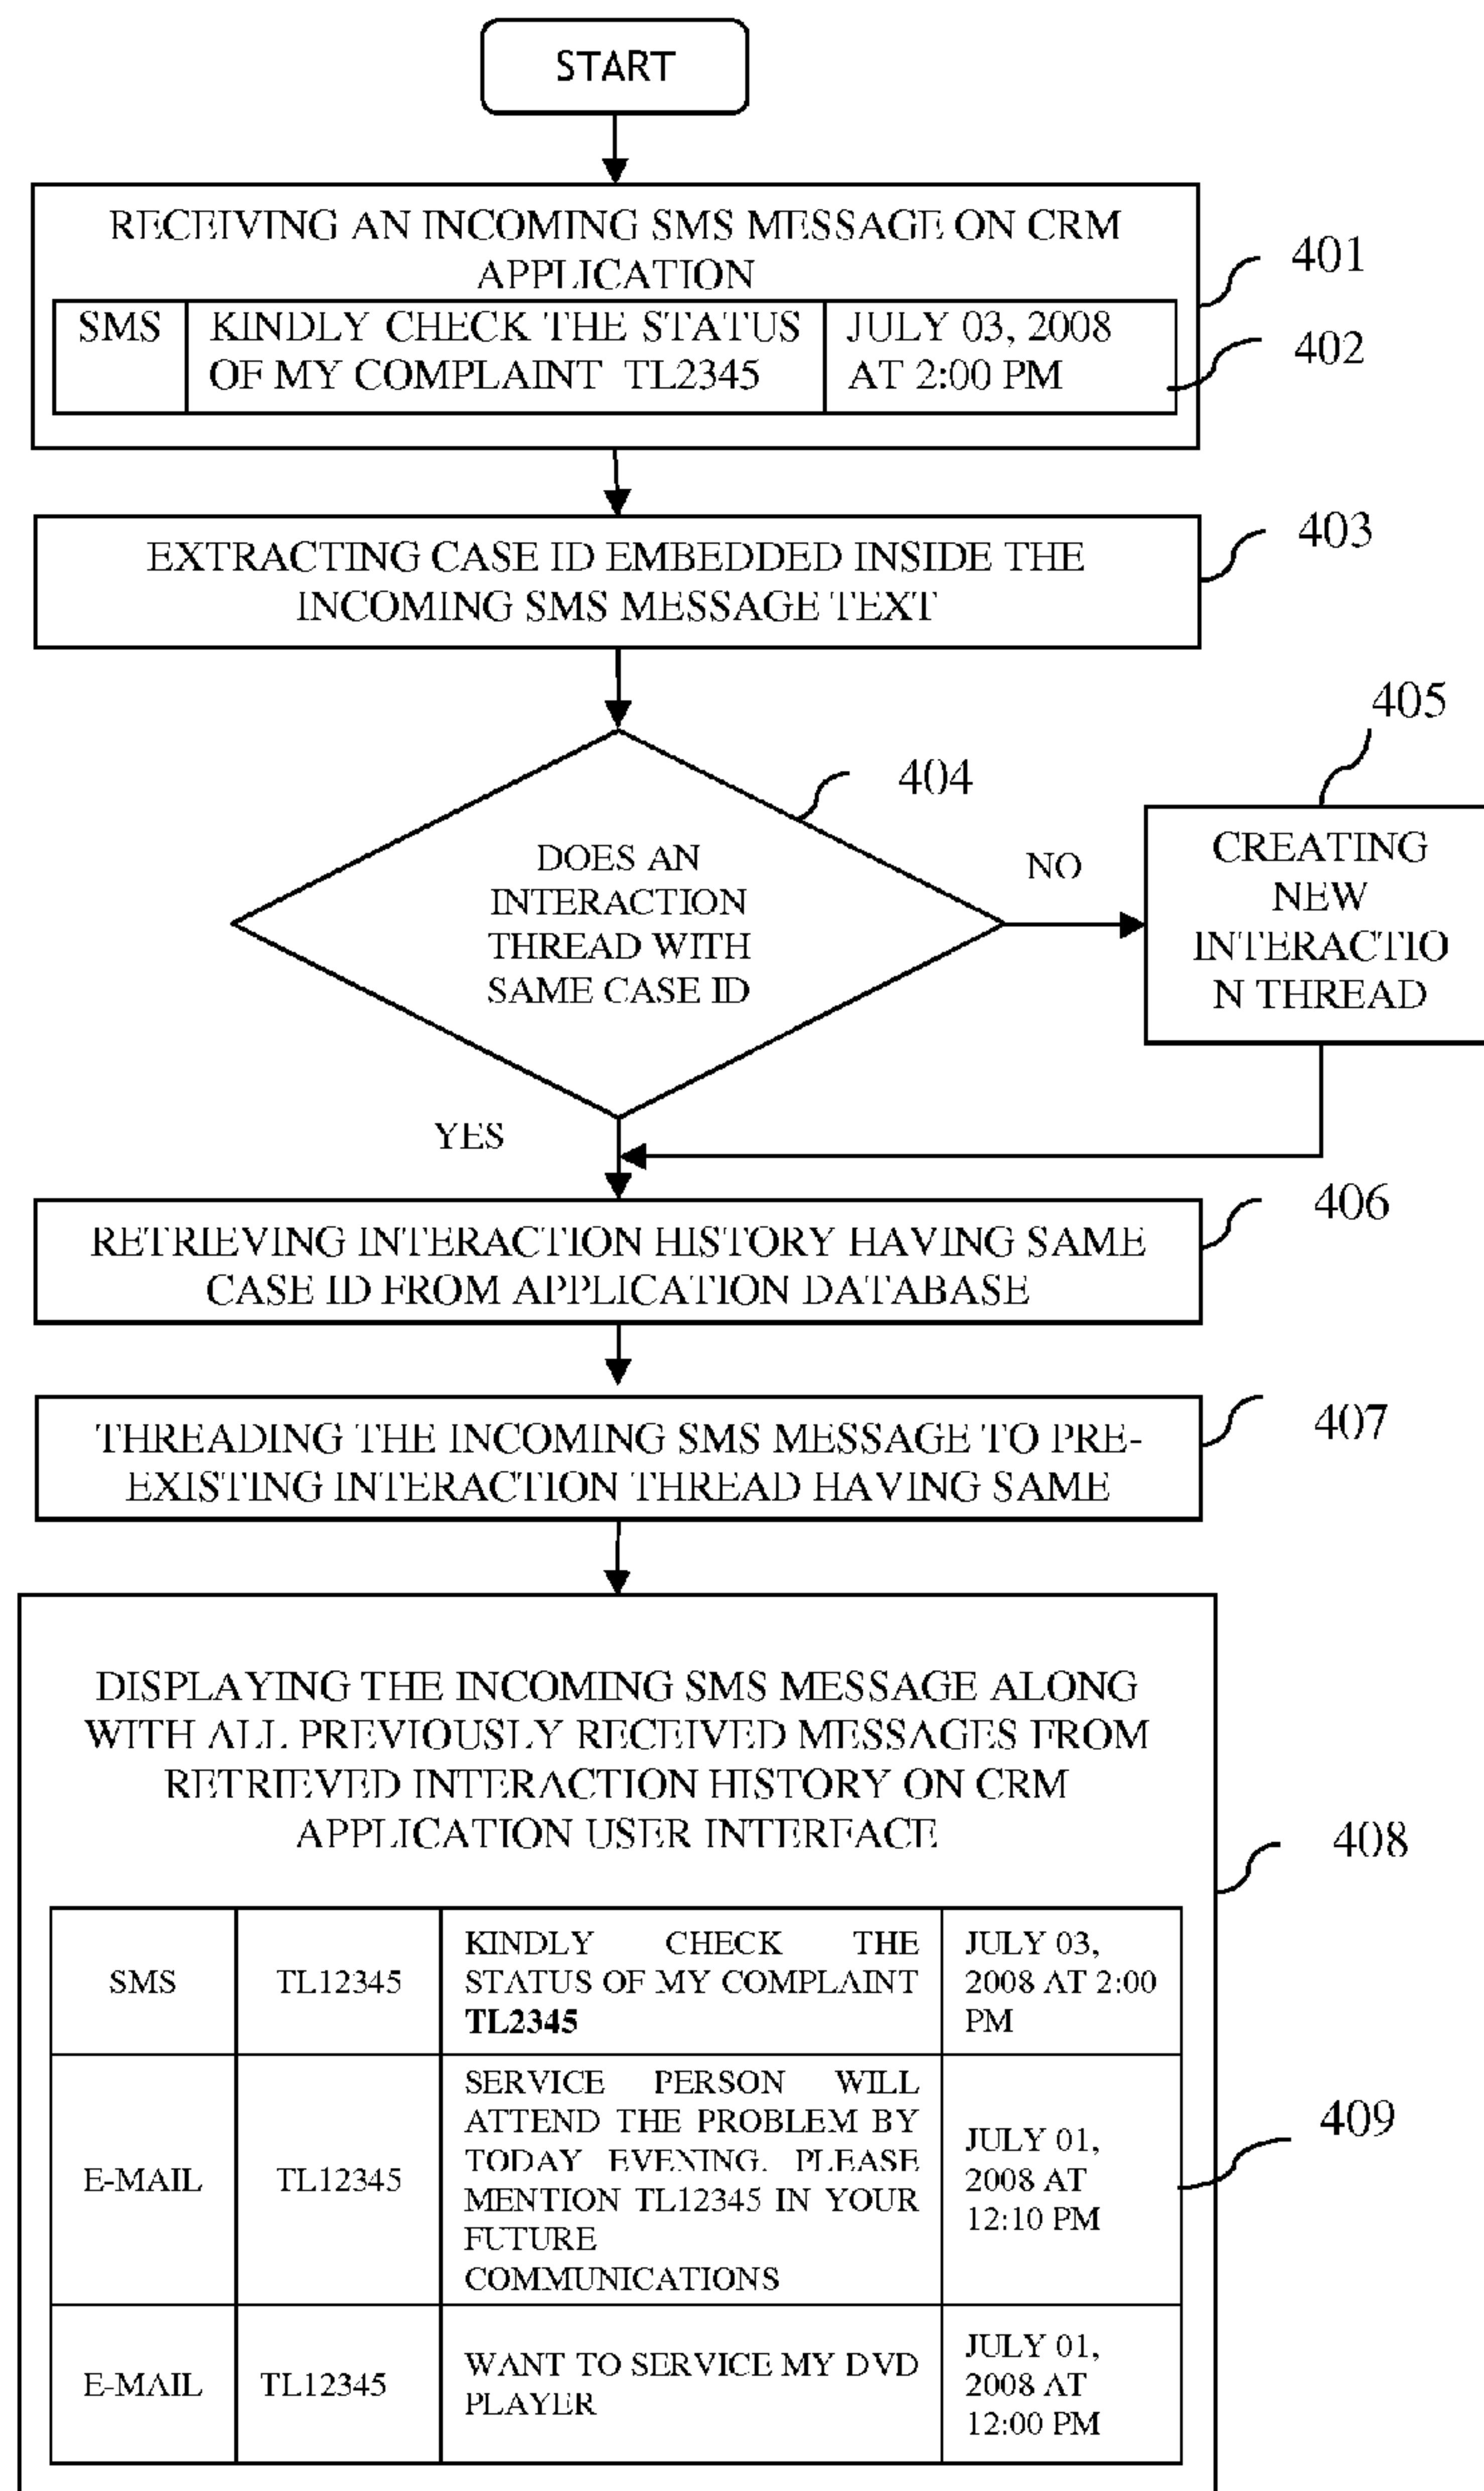 START
RECEIVING AN INCOMING SMS MESSAGE ON CRM
APPLICATION
401
SMS
KINDLY CHECK THE STATUS
OF MY COMPLAINT TL2345
JULY 03, 2008
AT 2:00 PM
402
EXTRACTING CASE ID EMBEDDED INSIDE THE
INCOMING SMS MESSAGE TEXT
403
404
405
DOES AN
INTERACTION
THREAD WITH
SAME CASE ID
NO
CREATING
NEW
INTERACTIO
N THREAD
YES
RETRIEVING INTERACTION HISTORY HAVING SAME
CASE ID FROM APPLICATION DATABASE
406
THREADING THE INCOMING SMS MESSAGE TO PRE-
EXISTING INTERACTION THREAD HAVING SAME
407
DISPLAYING THE INCOMING SMS MESSAGE ALONG
WITH ALL PREVIOUSLY RECEIVED MESSAGES FROM
RETRIEVED INTERACTION HISTORY ON CRM
APPLICATION USER INTERFACE
408
SMS
TL12345
KINDLY CHECK THE
STATUS OF MY COMPLAINT
TL2345
JULY 03,
2008 AT 2:00
PM
E-MAIL
TL12345
SERVICE PERSON WILL
ATTEND THE PROBLEM BY
TODAY EVENING. PLEASE
MENTION TL12345 IN YOUR
FUTURE
COMMUNICATIONS
JULY 01,
2008 AT
12:10 PM
409
E-MAIL
TL12345
WANT TO SERVICE MY DVD
PLAYER
JULY 01,
2008 AT
12:00 PM